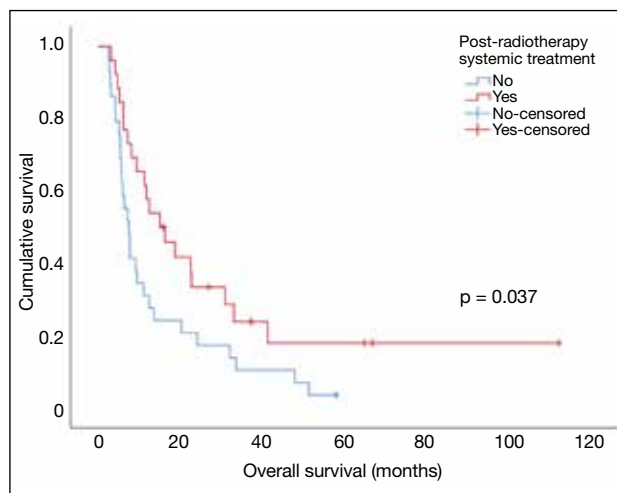 Post-radiotherapy
systemic treatment
No
Yes
No-censored
Yes-censored
1.0
0.8
0.6
0.4
0.2
0
Cumulative survival
p = 0.037
0 20 40 60 80 100 120
Overall survival (months)